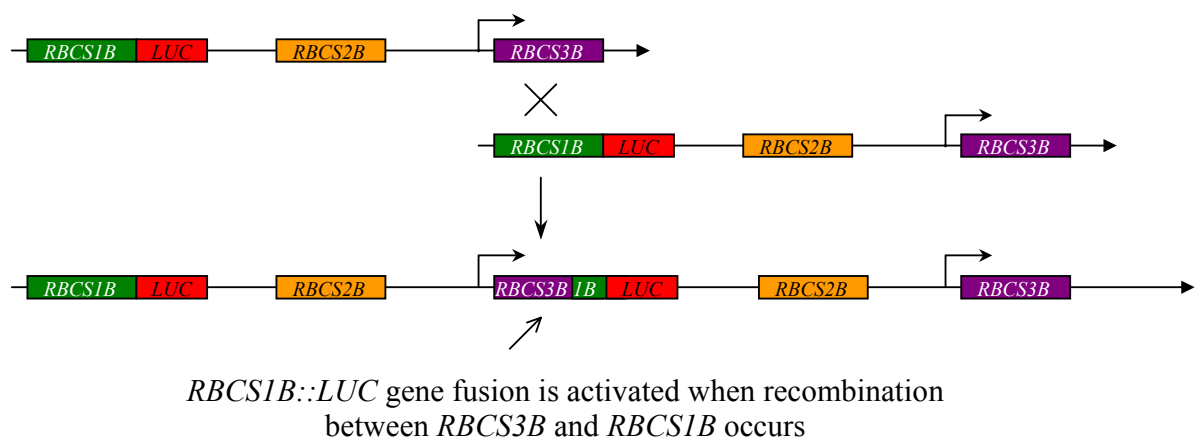 RBCS1B LUC RBCS2B RBCS3B
RBCS1B LUC RBCS2B RBCS3B
RBCS1B LUC RBCS2B RBCS3B 1B LUC RBCS2B RBCS3B
RBCS1B::LUC gene fusion is activated when recombination
between RBCS3B and RBCS1B occurs